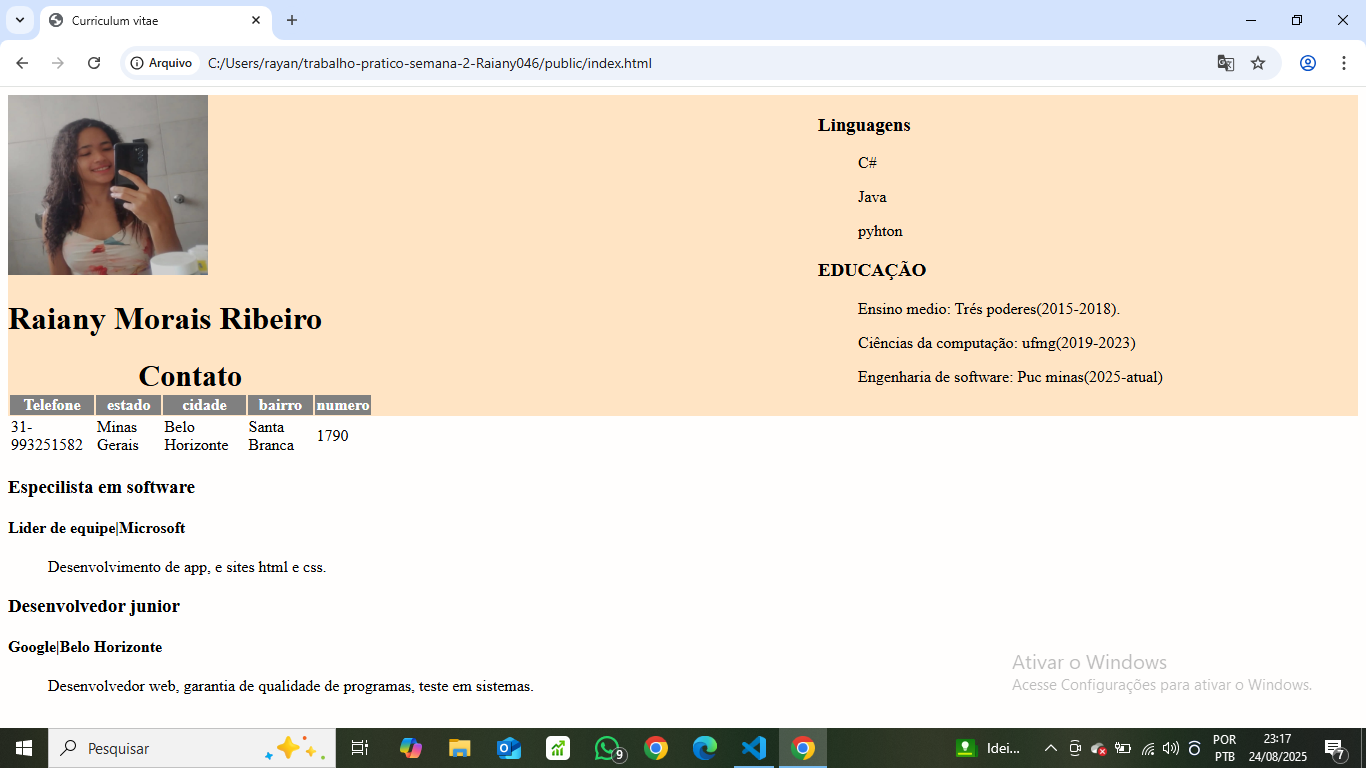 Curriculum vitae
Arquivo
C:/Users/rayan/trabalho-pratico-semana-2-Raiany046/public/index.html
Raiany Morais Ribeiro
Contato
Telefone estado cidade bairro numero
31- Minas Belo Santa 1790
993251582 Gerais Horizonte Branca
Especilista em software
Lider de equipe|Microsoft
Desenvolvimento de app, e sites html e css.
Desenvolvedor junior
Google|Belo Horizonte
Desenvolvedor web, garantia de qualidade de programas, teste em sistemas.
Linguagens
C#
Java
pyhton
EDUCAÇÃO
Ensino medio: Trés poderes(2015-2018).
Ciências da computação: ufmg(2019-2023)
Engenharia de software: Puc minas(2025-atual)
Ativar o Windows
Acesse Configurações para ativar o Windows.
Pesquisar
9
Idei...
POR
PTB
23:17
24/08/2025
7